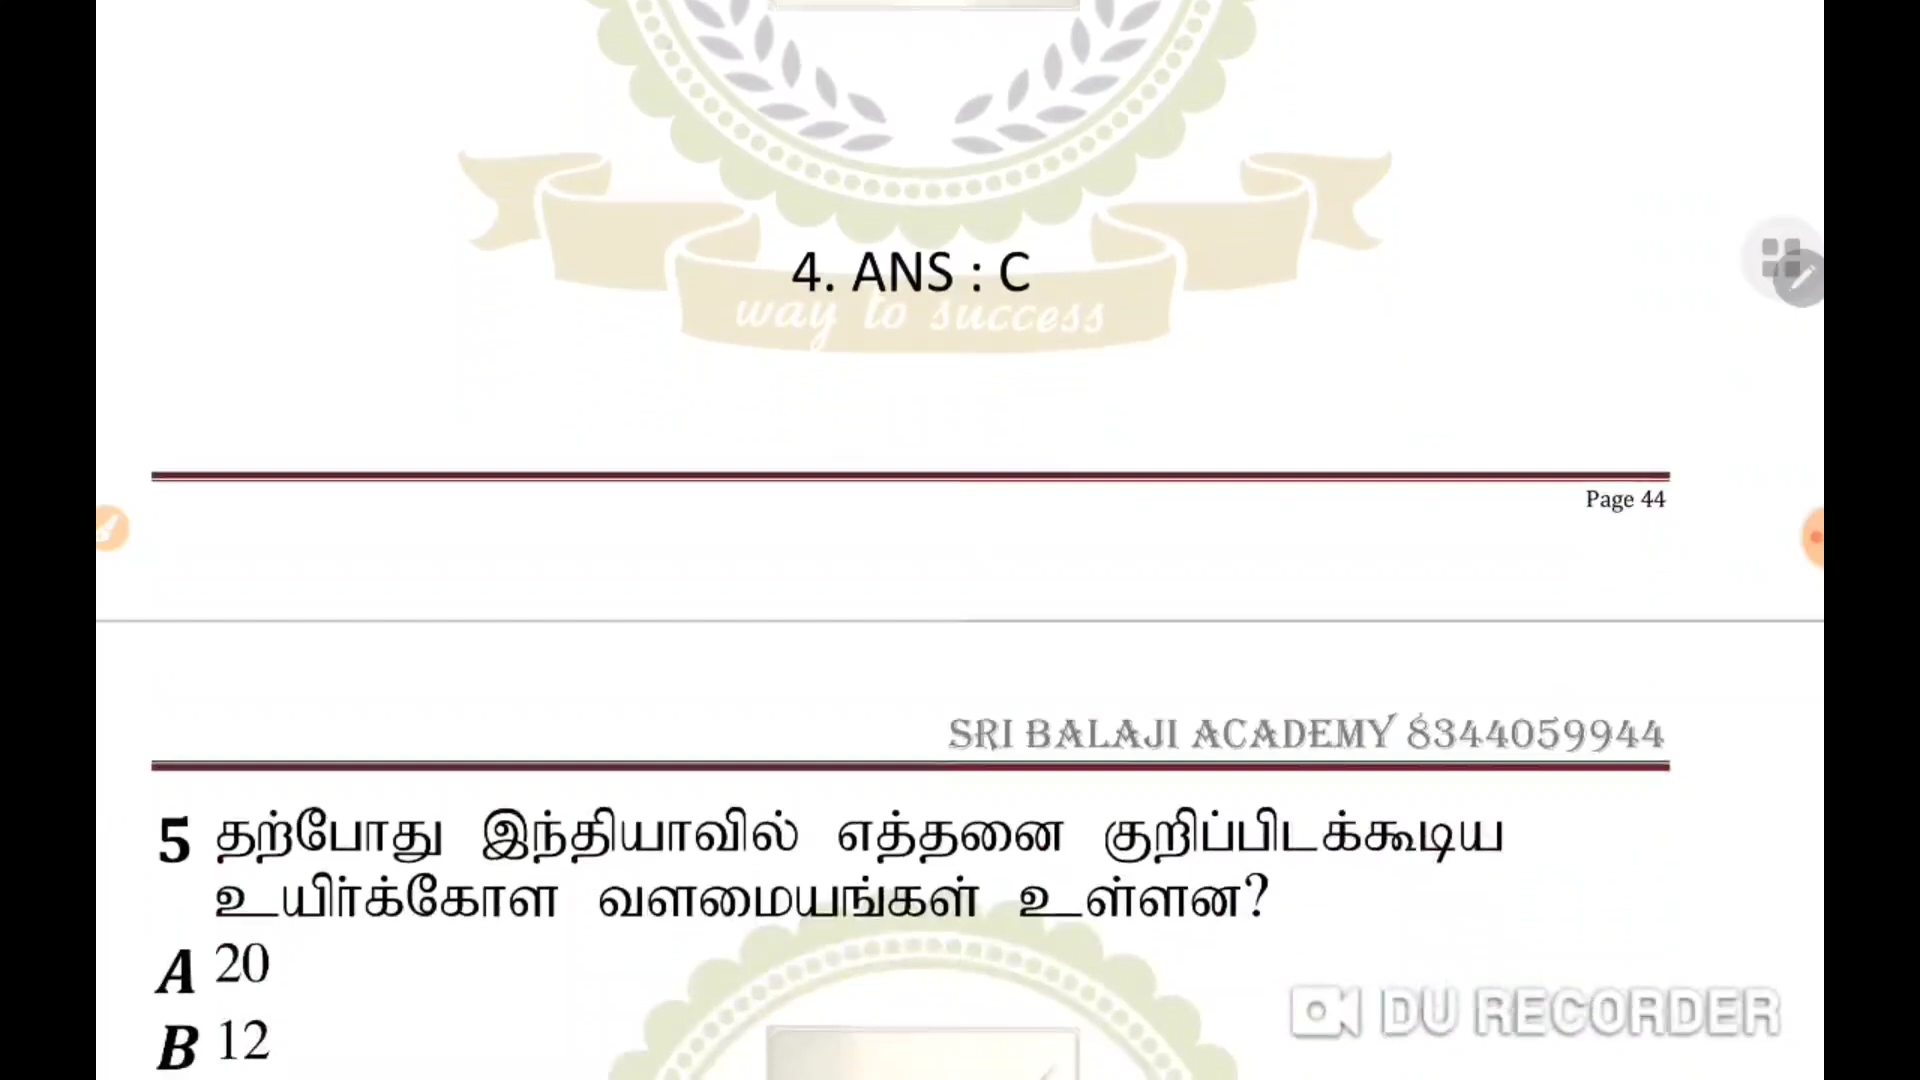 4. ANS : C
way to success
Page 44
SRI BALAJI ACADEMY 8344059944
5 தற்போது இந்தியாவில் எத்தனை குறிப்பிடக்கூடிய
உயிர்க்கோள வளமையங்கள் உள்ளன?
A 20
B 12
DU RECORDER